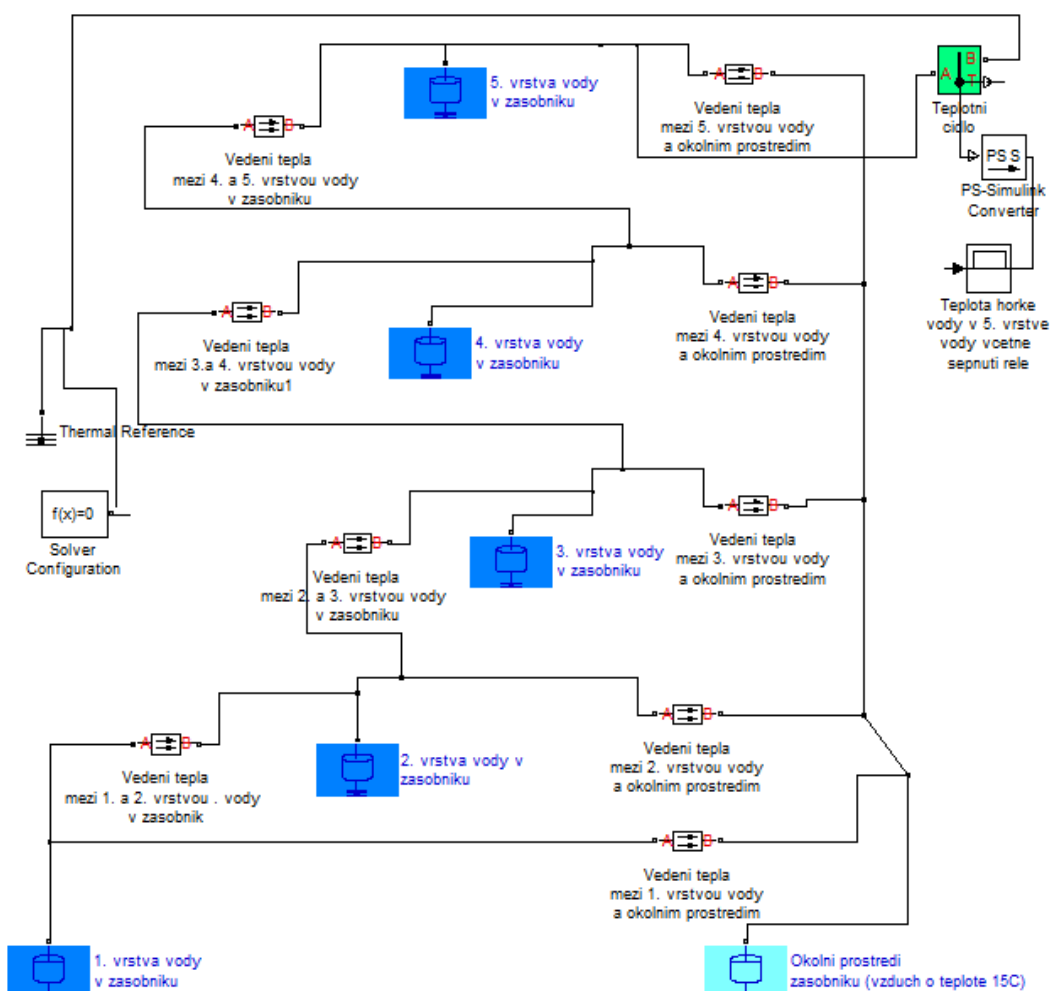 5. vrstva vody
v zasobniku
A B
Vedeni tepla
mezi 5. vrstvou vody
a okolnim prostredim
A B T
Teplotni
cidlo
A B
Vedeni tepla
mezi 4. a 5. vrstvou vody
v zasobniku
PS S
PS-Simulink
Converter
A B
Vedeni tepla
mezi 3.a 4. vrstvou vody
v zasobniku1
4. vrstva vody
v zasobniku
A B
Vedeni tepla
mezi 4. vrstvou vody
a okolnim prostredim
Teplota horke
vody v 5. vrstve
vody vcetne
sepnuti rele
Thermal Reference
f(x)=0
Solver
Configuration
A B
Vedeni tepla
mezi 2. a 3. vrstvou vody
v zasobniku
3. vrstva vody
v zasobniku
A B
Vedeni tepla
mezi 3. vrstvou vody
a okolnim prostredim
A B
Vedeni tepla
mezi 1. a 2. vrstvou . vody
v zasobnik
2. vrstva vody v
zasobniku
A B
Vedeni tepla
mezi 2. vrstvou vody
a okolnim prostredim
A B
Vedeni tepla
mezi 1. vrstvou vody
a okolnim prostredim
1. vrstva vody
v zasobniku
Okolni prostredi
zasobniku (vzduch o teplote 15C)